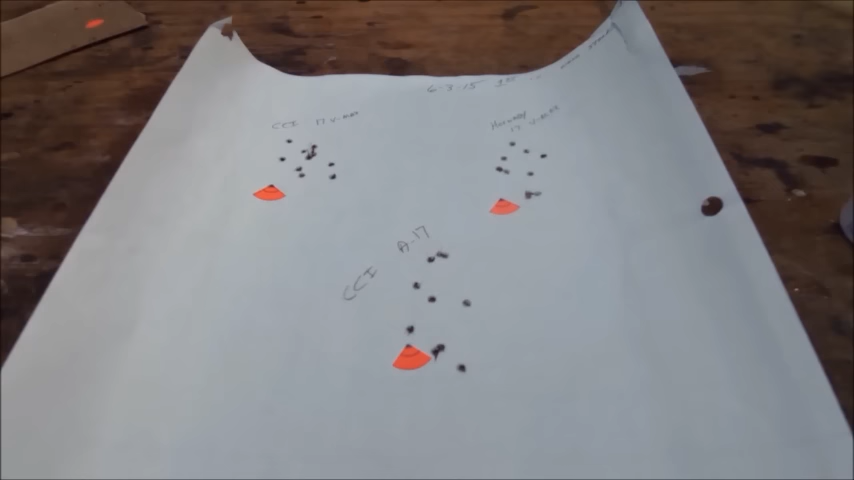 6-3-15
CCI 17 V-MAX
Hornady
17 V-MAX
CCI A-17